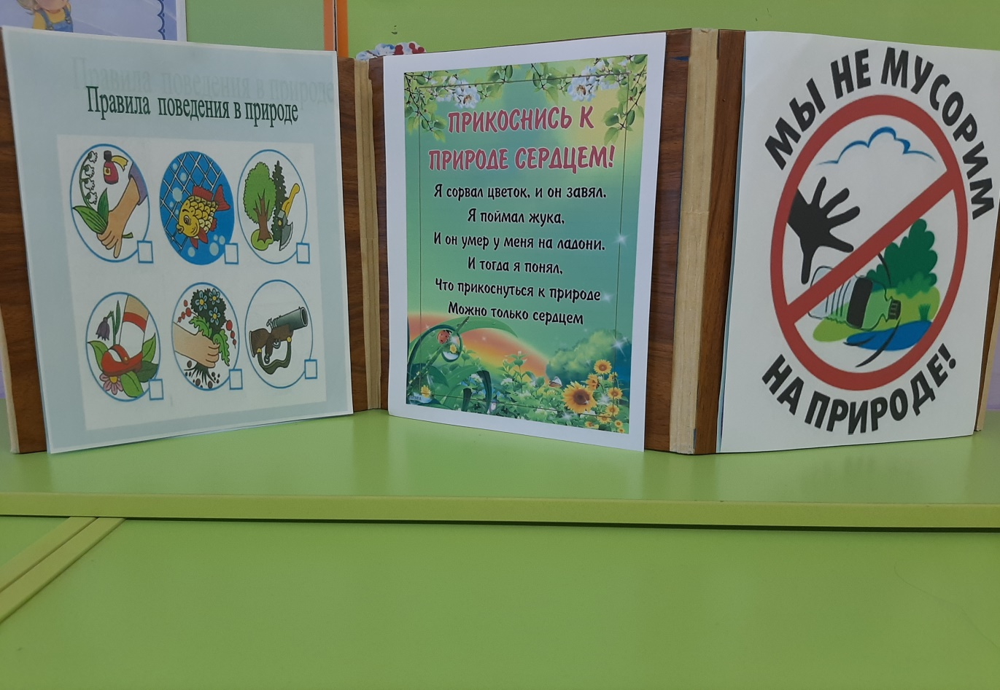 Правила поведения в природе
Правила поведения в природе
ПРИКОСНИСЬ К
ПРИРОДЕ СЕРДЦЕМ!
Я сорвал цветок, и он завял.
Я поймал жука,
И он умер у меня на ладони.
И тогда я понял,
Что прикоснуться к природе
Можно только сердцем
МЫ НЕ МУСОРИМ
НА ПРИРОДЕ!